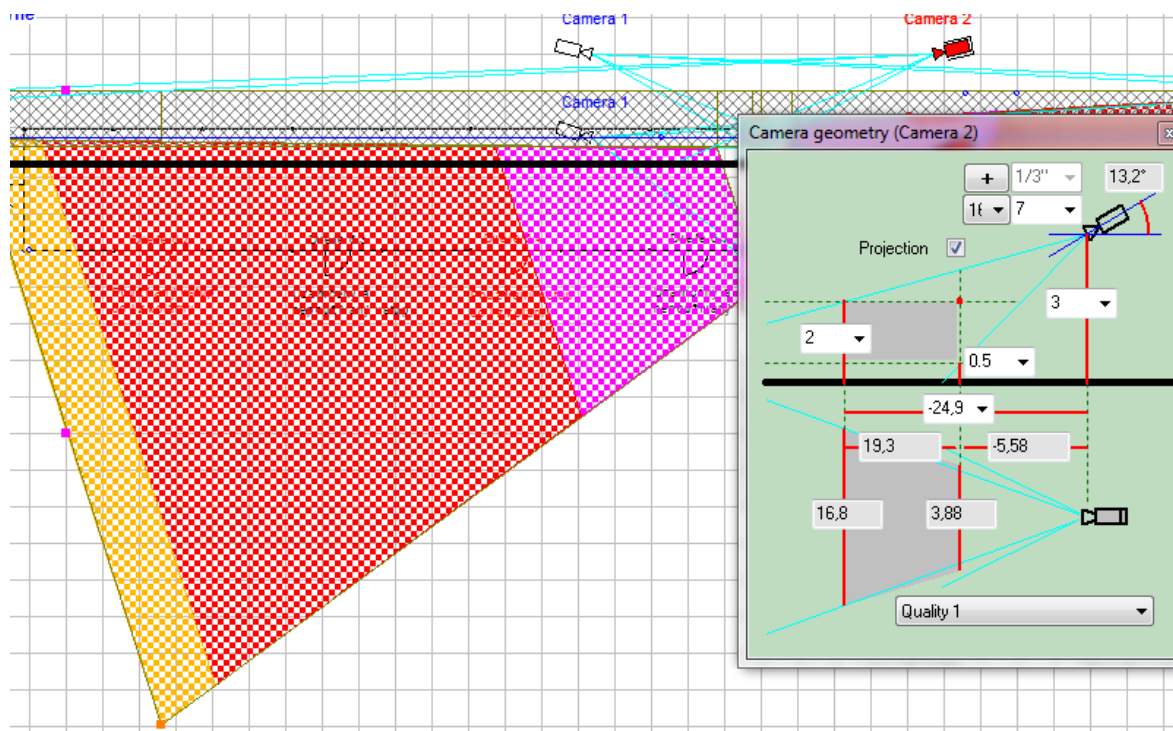 Camera 1
Camera 2
Camera 1
Camera geometry (Camera 2)
+
1/3"
13,2°
7
Projection
3
2
0.5
-24,9
19,3
-5,58
16,8
3,88
Quality 1